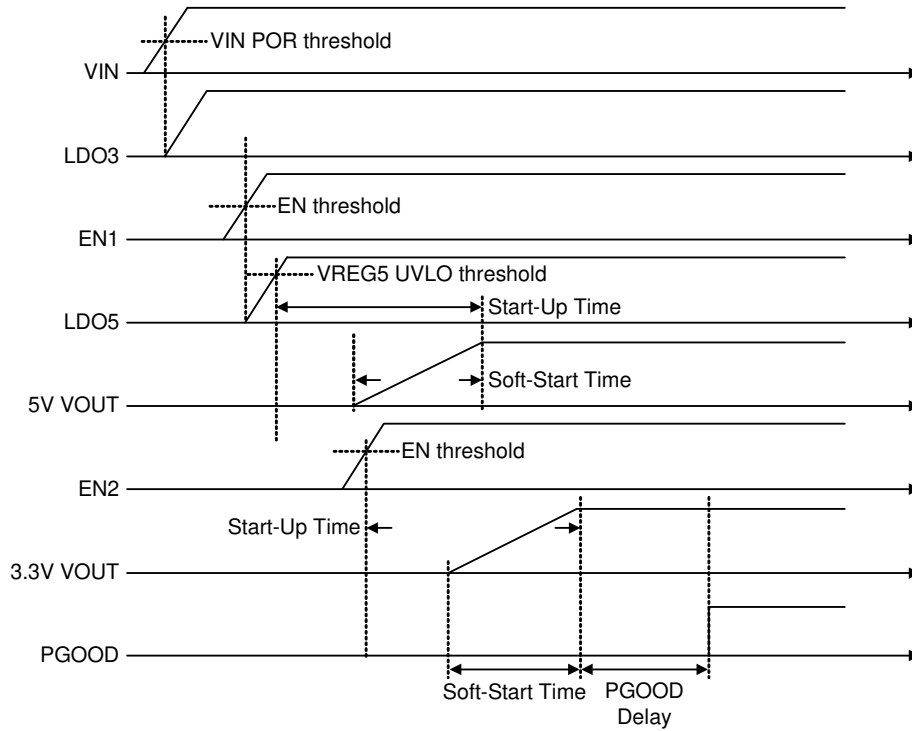 VIN POR threshold
VIN
LDO3
EN threshold
EN1
VREG5 UVLO threshold
Start-Up Time
LDO5
Soft-Start Time
5V VOUT
EN threshold
EN2
Start-Up Time
3.3V VOUT
PGOOD
Soft-Start Time
PGOOD
Delay